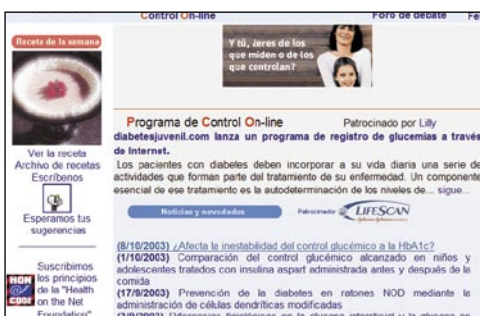 Control On-line
Foro de debate
Receta de la semana
Y tú, ¿eres de los
que miden o de los
que controlan?
Programa de Control On-line
Patrocinado por Lilly
diabetesjuvenil.com lanza un programa de registro de glucemias a través
de Internet.
Los pacientes con diabetes deben incorporar a su vida diaria una serie de
actividades que forman parte del tratamiento de su enfermedad. Un componente
esencial de ese tratamiento es la autodeterminación de los niveles de... sigue...
Ver la receta
Archivo de recetas
Escríbenos
Esperamos tus
sugerencias
Noticias y novedades
Patrocinador
LIFESCAN
(8/10/2003) ¿Afecta la inestabilidad del control glucémico a la HbA1c?
(1/10/2003) Comparación del control glucémico alcanzado en niños y
adolescentes tratados con insulina aspart administrada antes y después de la
comida
(17/9/2003) Prevención de la diabetes en ratones NOD mediante la
administración de células dendríticas modificadas
Suscribimos
los principios
de la "Health
on the Net
Foundation"
HON
CODE